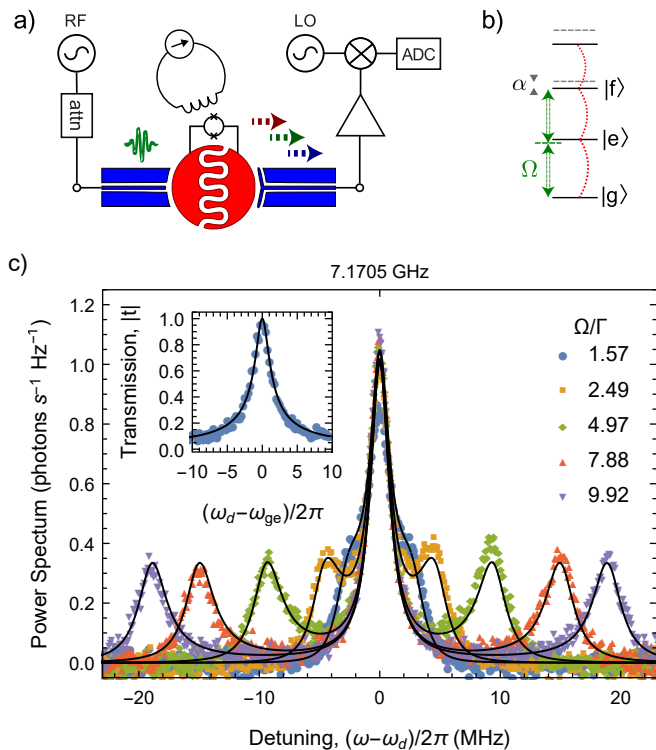 a)
RF
LO
ADC
attn
b)
α
|f⟩
|e⟩
Ω
|g⟩
c)
7.1705 GHz
Power Spectrum (photons s⁻¹ Hz⁻¹)
1.2
1.0
0.8
0.6
0.4
0.2
0.0
Transmission, |t|
1.0
0.8
0.6
0.4
0.2
0.0
−10 −5 0 5 10
(ω_d−ω_ge)/2π
Ω/Γ
1.57
2.49
4.97
7.88
9.92
−20 −10 0 10 20
Detuning, (ω−ω_d)/2π (MHz)